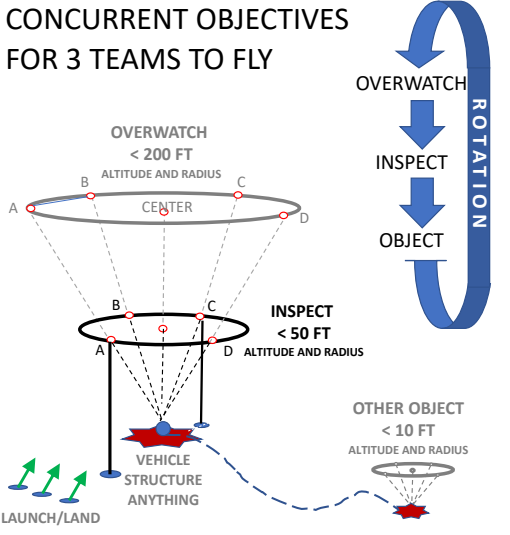 CONCURRENT OBJECTIVES
FOR 3 TEAMS TO FLY
OVERWATCH
INSPECT
OBJECT
ROTATION
OVERWATCH
< 200 FT
ALTITUDE AND RADIUS
A
B
CENTER
C
D
B
C
A
D
INSPECT
< 50 FT
ALTITUDE AND RADIUS
VEHICLE
STRUCTURE
ANYTHING
LAUNCH/LAND
OTHER OBJECT
< 10 FT
ALTITUDE AND RADIUS